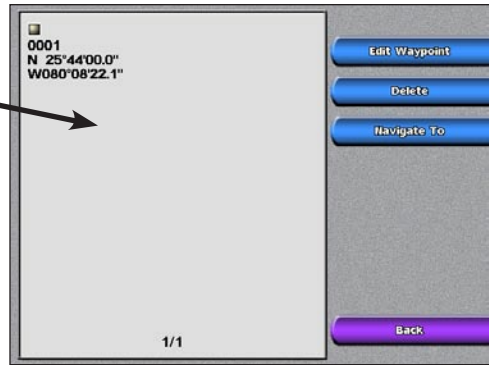 0001
N 25°44'00.0"
W080°08'22.1"
1/1
Edit Waypoint
Delete
Navigate To
Back